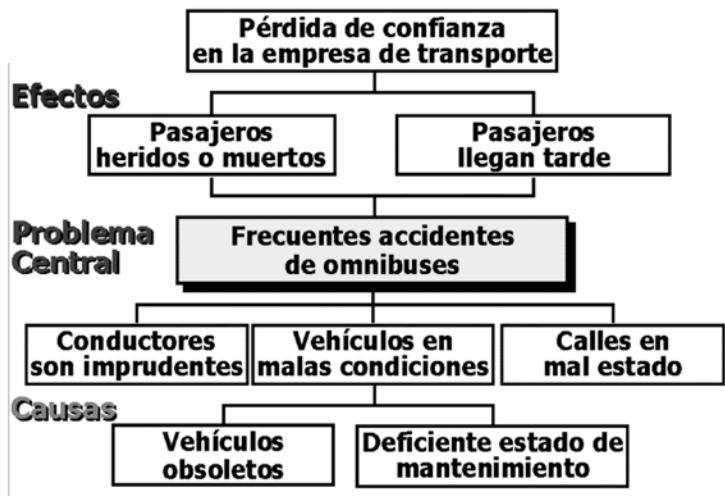 Pérdida de confianza
en la empresa de transporte
Efectos
Pasajeros
heridos o muertos
Pasajeros
llegan tarde
Problema
Central
Frecuentes accidentes
de omnibuses
Conductores
son imprudentes
Vehículos en
malas condiciones
Calles en
mal estado
Causas
Vehículos
obsoletos
Deficiente estado de
mantenimiento